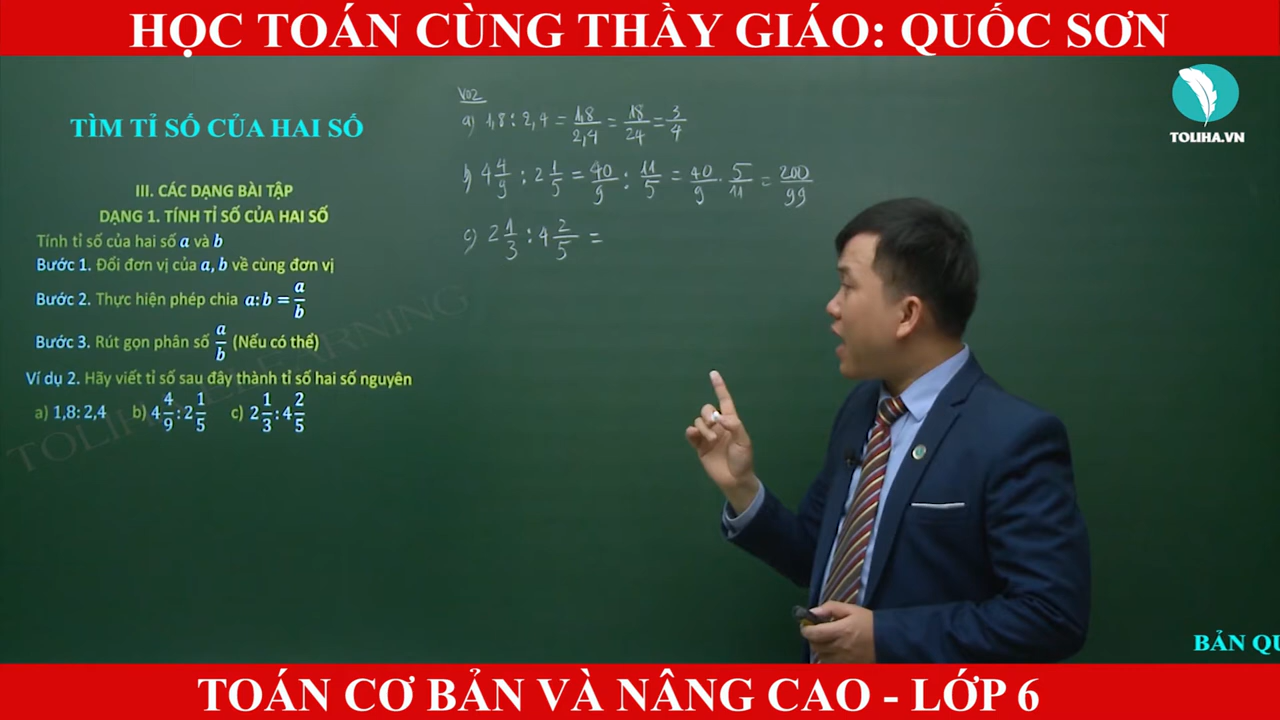 HỌC TOÁN CÙNG THẦY GIÁO: QUỐC SƠN
TOLIHA.VN
TÌM TỈ SỐ CỦA HAI SỐ
III. CÁC DẠNG BÀI TẬP
DẠNG 1. TÍNH TỈ SỐ CỦA HAI SỐ
Tính tỉ số của hai số a và b
Bước 1. Đổi đơn vị của a, b về cùng đơn vị
Bước 2. Thực hiện phép chia a:b = a/b
Bước 3. Rút gọn phân số a/b (Nếu có thể)
Ví dụ 2. Hãy viết tỉ số sau đây thành tỉ số hai số nguyên
a) 1,8: 2,4 b) 4 4/9 : 2 1/5 c) 2 1/3 : 4 2/5
VD2
a) 1,8 : 2,4 = 1,8/2,4 = 18/24 = 3/4
b) 4 4/9 : 2 1/5 = 40/9 : 11/5 = 40/9 . 5/11 = 200/99
c) 2 1/3 : 4 2/5 =
BẢN QU
TOÁN CƠ BẢN VÀ NÂNG CAO - LỚP 6